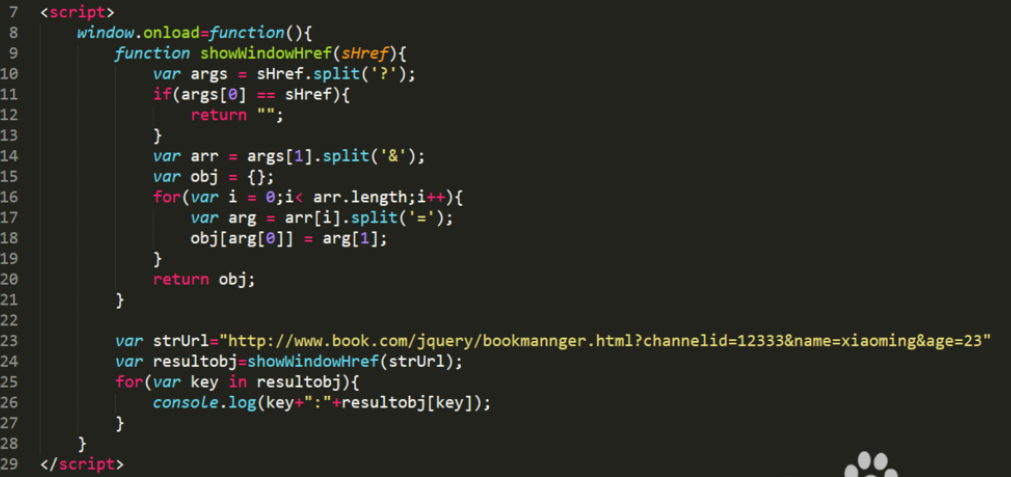 7 <script>
8 window.onload=function(){
9 function showWindowHref(sHref){
10 var args = sHref.split('?');
11 if(args[0] == sHref){
12 return "";
13 }
14 var arr = args[1].split('&');
15 var obj = {};
16 for(var i = 0;i< arr.length;i++){
17 var arg = arr[i].split('=');
18 obj[arg[0]] = arg[1];
19 }
20 return obj;
21 }
22
23 var strUrl="http://www.book.com/jquery/bookmannger.html?channelid=12333&name=xiaoming&age=23"
24 var resultobj=showWindowHref(strUrl);
25 for(var key in resultobj){
26 console.log(key+":"+resultobj[key]);
27 }
28 }
29 </script>